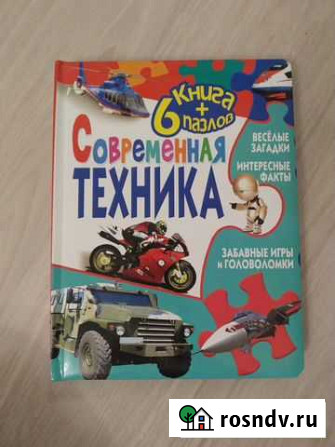 Книга
+
6 пазлов
Современная
ТЕХНИКА
ВЕСЁЛЫЕ
ЗАГАДКИ
ИНТЕРЕСНЫЕ
ФАКТЫ
ЗАБАВНЫЕ ИГРЫ
И ГОЛОВОЛОМКИ
rosndv.ru